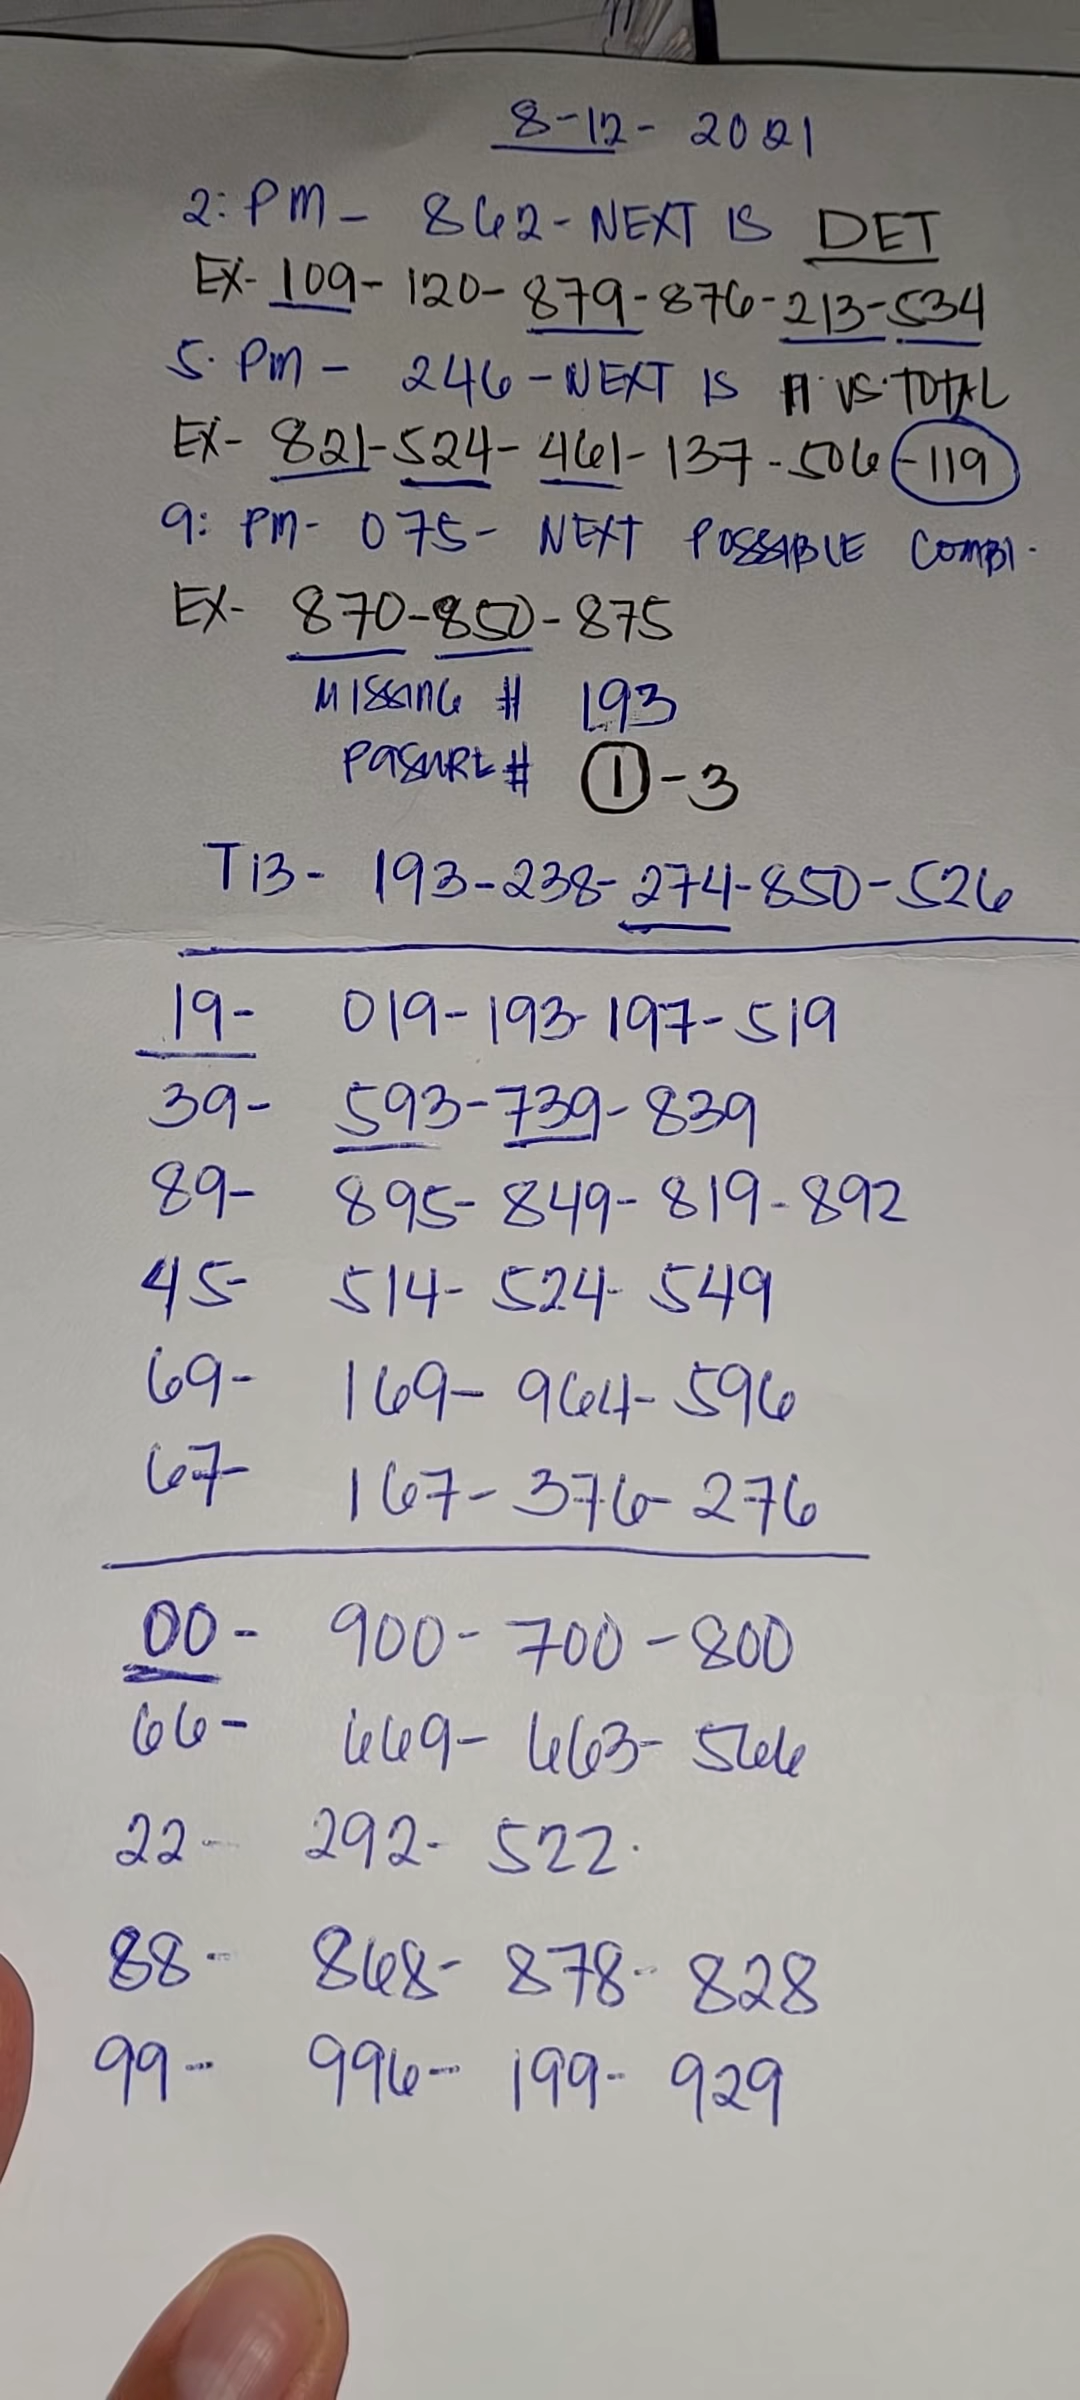 8-12- 2021
2: PM - 862 - NEXT IS DET
EX- 109 - 120 - 879 - 876 - 213 - 534
5. PM - 246 - NEXT IS # VS. TOTAL
EX- 821 - 524 - 461 - 137 - 506 - 119
9: PM - 075 - NEXT POSSIBLE COMBI.
EX- 870 - 850 - 875
MISSING # 193
# 1 - 3
193 - 238 - 274 - 850 - 526
19 - 019 - 193 - 197 - 519
39 - 593 - 739 - 839
89 - 895 - 849 - 819 - 892
45 - 514 - 524 - 549
69 - 169 - 964 - 596
67 - 167 - 376 - 276
00 - 900 - 700 - 800
66 - 669 - 663 - 566
22 - 292 - 522.
88 - 868 - 878 - 828
99 - 996 - 199 - 929